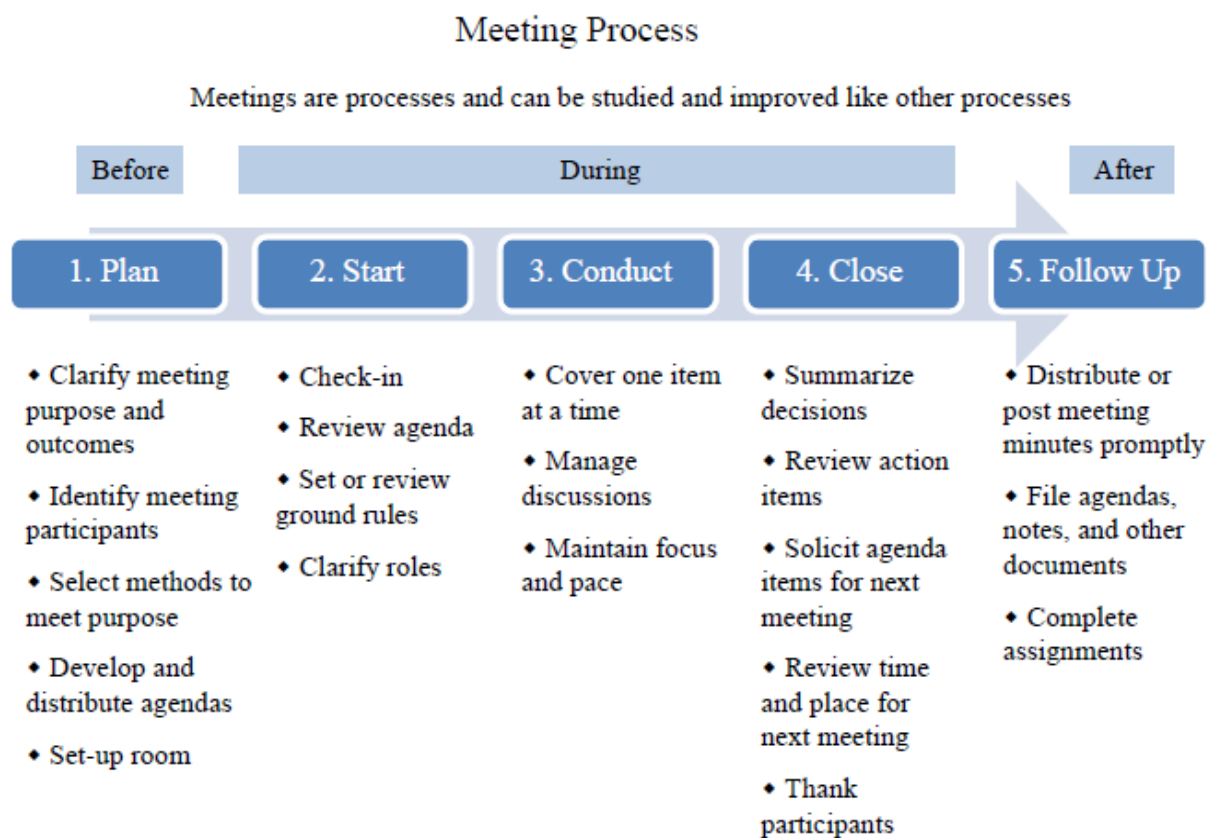 Meeting Process
Meetings are processes and can be studied and improved like other processes
Before
During
After
1. Plan
2. Start
3. Conduct
4. Close
5. Follow Up
◆ Clarify meeting
purpose and
outcomes
◆ Identify meeting
participants
◆ Select methods to
meet purpose
◆ Develop and
distribute agendas
◆ Set-up room
◆ Check-in
◆ Review agenda
◆ Set or review
ground rules
◆ Clarify roles
◆ Cover one item
at a time
◆ Manage
discussions
◆ Maintain focus
and pace
◆ Summarize
decisions
◆ Review action
items
◆ Solicit agenda
items for next
meeting
◆ Review time
and place for
next meeting
◆ Thank
participants
◆ Distribute or
post meeting
minutes promptly
◆ File agendas,
notes, and other
documents
◆ Complete
assignments